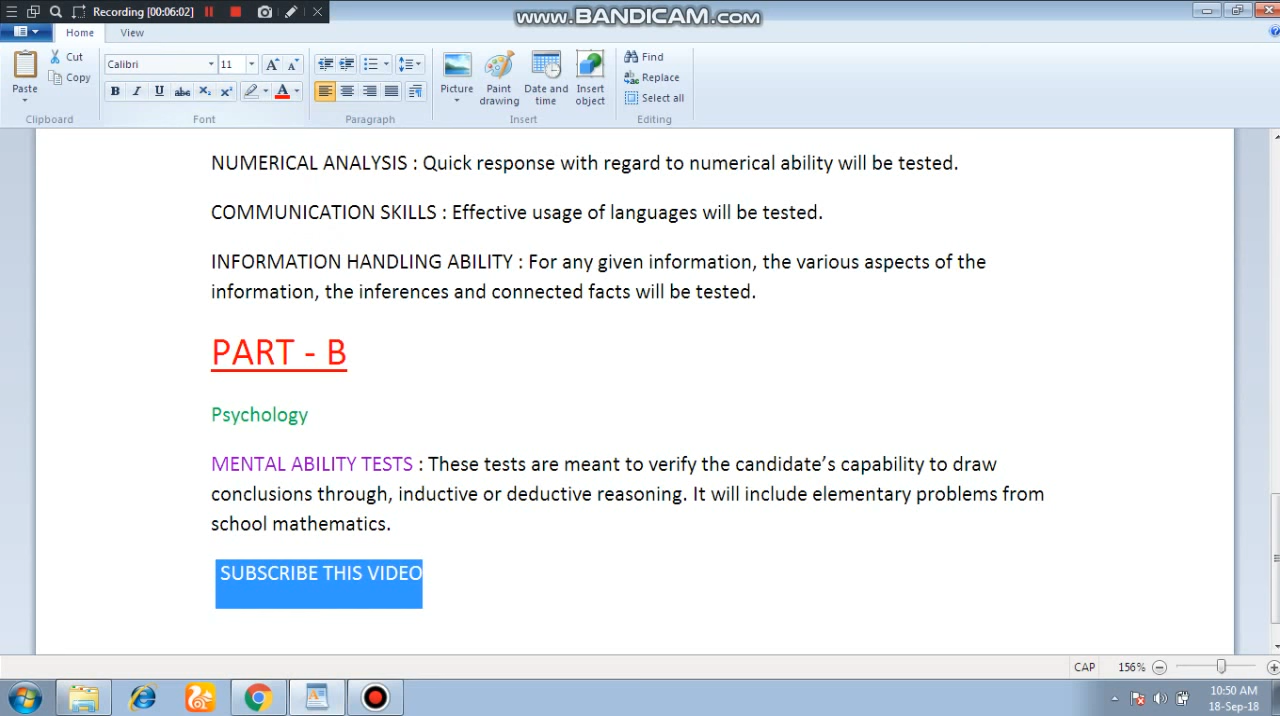 Recording [00:06:02]
www.BANDICAM.com
Home View
Cut
Copy
Paste
Clipboard
Calibri 11
B I U abc X₂ X² A
Font
Paragraph
Picture
Paint drawing
Date and time
Insert object
Insert
Find
Replace
Select all
Editing
NUMERICAL ANALYSIS : Quick response with regard to numerical ability will be tested.
COMMUNICATION SKILLS : Effective usage of languages will be tested.
INFORMATION HANDLING ABILITY : For any given information, the various aspects of the
information, the inferences and connected facts will be tested.
PART - B
Psychology
MENTAL ABILITY TESTS : These tests are meant to verify the candidate’s capability to draw
conclusions through, inductive or deductive reasoning. It will include elementary problems from
school mathematics.
SUBSCRIBE THIS VIDEO
CAP 156%
10:50 AM
18-Sep-18